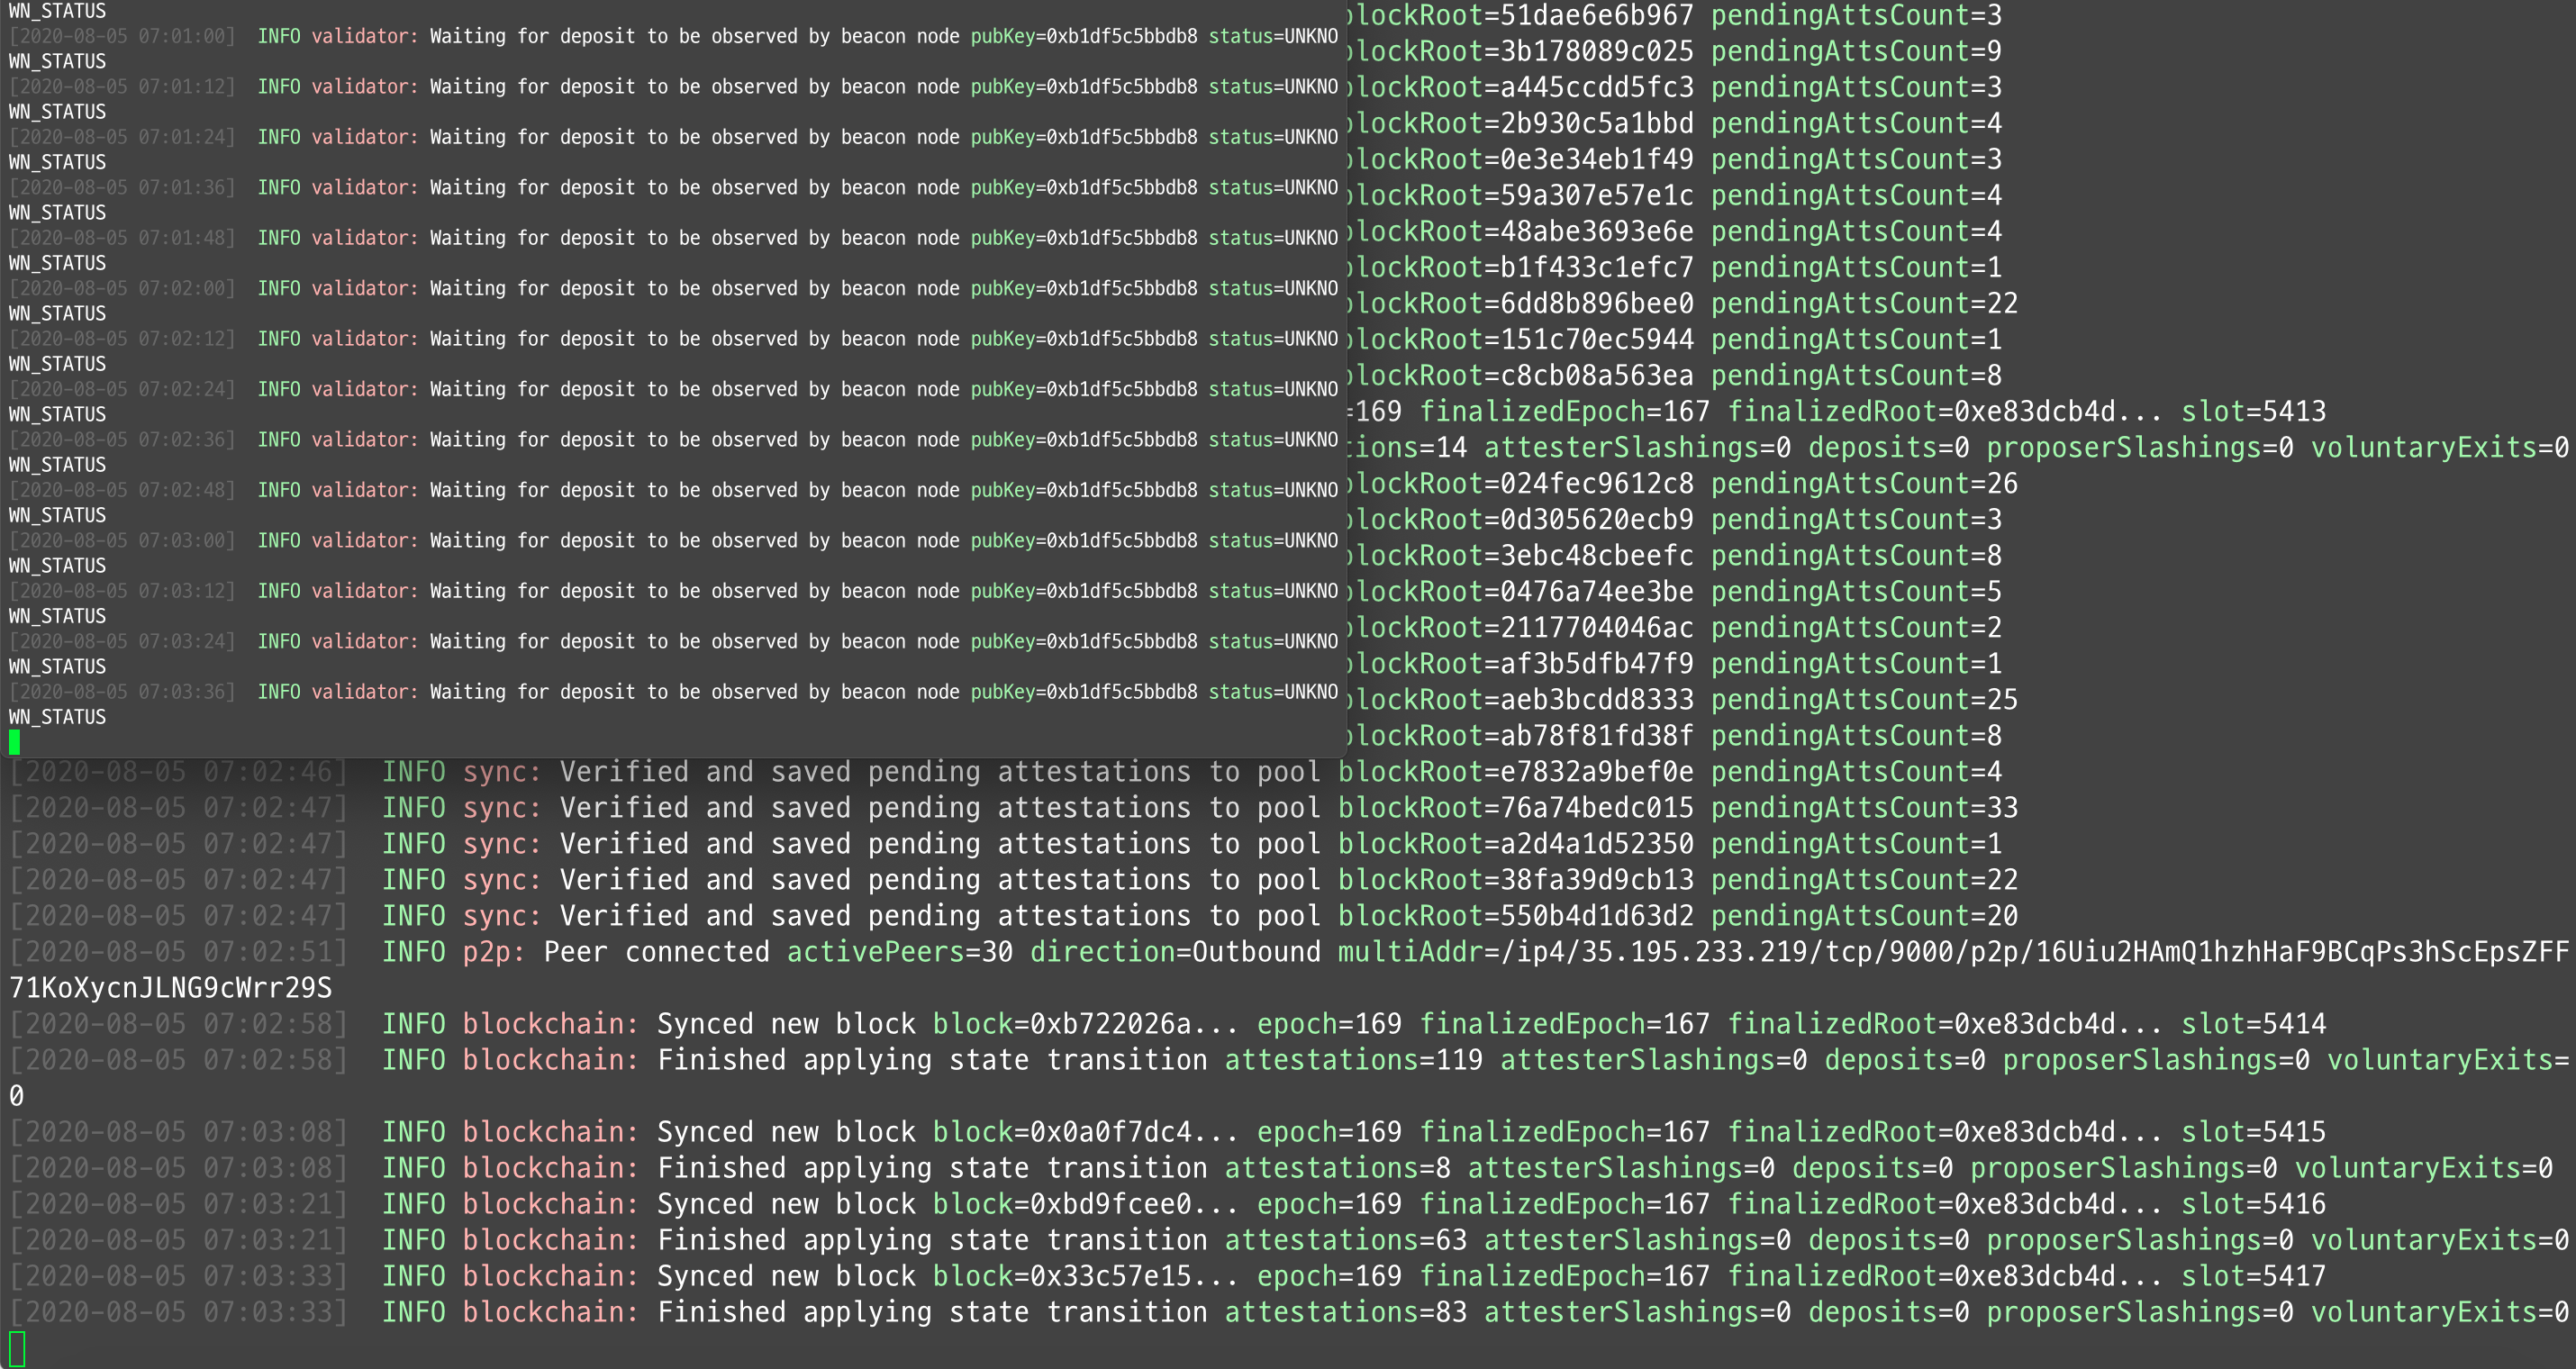 WN_STATUS
[2020-08-05 07:01:00] INFO validator: Waiting for deposit to be observed by beacon node pubKey=0xb1df5c5bbdb8 status=UNKNO
WN_STATUS
[2020-08-05 07:01:12] INFO validator: Waiting for deposit to be observed by beacon node pubKey=0xb1df5c5bbdb8 status=UNKNO
WN_STATUS
[2020-08-05 07:01:24] INFO validator: Waiting for deposit to be observed by beacon node pubKey=0xb1df5c5bbdb8 status=UNKNO
WN_STATUS
[2020-08-05 07:01:36] INFO validator: Waiting for deposit to be observed by beacon node pubKey=0xb1df5c5bbdb8 status=UNKNO
WN_STATUS
[2020-08-05 07:01:48] INFO validator: Waiting for deposit to be observed by beacon node pubKey=0xb1df5c5bbdb8 status=UNKNO
WN_STATUS
[2020-08-05 07:02:00] INFO validator: Waiting for deposit to be observed by beacon node pubKey=0xb1df5c5bbdb8 status=UNKNO
WN_STATUS
[2020-08-05 07:02:12] INFO validator: Waiting for deposit to be observed by beacon node pubKey=0xb1df5c5bbdb8 status=UNKNO
WN_STATUS
[2020-08-05 07:02:24] INFO validator: Waiting for deposit to be observed by beacon node pubKey=0xb1df5c5bbdb8 status=UNKNO
WN_STATUS
[2020-08-05 07:02:36] INFO validator: Waiting for deposit to be observed by beacon node pubKey=0xb1df5c5bbdb8 status=UNKNO
WN_STATUS
[2020-08-05 07:02:48] INFO validator: Waiting for deposit to be observed by beacon node pubKey=0xb1df5c5bbdb8 status=UNKNO
WN_STATUS
[2020-08-05 07:03:00] INFO validator: Waiting for deposit to be observed by beacon node pubKey=0xb1df5c5bbdb8 status=UNKNO
WN_STATUS
[2020-08-05 07:03:12] INFO validator: Waiting for deposit to be observed by beacon node pubKey=0xb1df5c5bbdb8 status=UNKNO
WN_STATUS
[2020-08-05 07:03:24] INFO validator: Waiting for deposit to be observed by beacon node pubKey=0xb1df5c5bbdb8 status=UNKNO
WN_STATUS
[2020-08-05 07:03:36] INFO validator: Waiting for deposit to be observed by beacon node pubKey=0xb1df5c5bbdb8 status=UNKNO
WN_STATUS
blockRoot=51dae6e6b967 pendingAttsCount=3
blockRoot=3b178089c025 pendingAttsCount=9
blockRoot=a445ccdd5fc3 pendingAttsCount=3
blockRoot=2b930c5a1bbd pendingAttsCount=4
blockRoot=0e3e34eb1f49 pendingAttsCount=3
blockRoot=59a307e57e1c pendingAttsCount=4
blockRoot=48abe3693e6e pendingAttsCount=4
blockRoot=b1f433c1efc7 pendingAttsCount=1
blockRoot=6dd8b896bee0 pendingAttsCount=22
blockRoot=151c70ec5944 pendingAttsCount=1
blockRoot=c8cb08a563ea pendingAttsCount=8
=169 finalizedEpoch=167 finalizedRoot=0xe83dcb4d... slot=5413
tions=14 attesterSlashings=0 deposits=0 proposerSlashings=0 voluntaryExits=0
blockRoot=024fec9612c8 pendingAttsCount=26
blockRoot=0d305620ecb9 pendingAttsCount=3
blockRoot=3ebc48cbeefc pendingAttsCount=8
blockRoot=0476a74ee3be pendingAttsCount=5
blockRoot=2117704046ac pendingAttsCount=2
blockRoot=af3b5dfb47f9 pendingAttsCount=1
blockRoot=aeb3bcdd8333 pendingAttsCount=25
blockRoot=ab78f81fd38f pendingAttsCount=8
[2020-08-05 07:02:46] INFO sync: Verified and saved pending attestations to pool blockRoot=e7832a9bef0e pendingAttsCount=4
[2020-08-05 07:02:47] INFO sync: Verified and saved pending attestations to pool blockRoot=76a74bedc015 pendingAttsCount=33
[2020-08-05 07:02:47] INFO sync: Verified and saved pending attestations to pool blockRoot=a2d4a1d52350 pendingAttsCount=1
[2020-08-05 07:02:47] INFO sync: Verified and saved pending attestations to pool blockRoot=38fa39d9cb13 pendingAttsCount=22
[2020-08-05 07:02:47] INFO sync: Verified and saved pending attestations to pool blockRoot=550b4d1d63d2 pendingAttsCount=20
[2020-08-05 07:02:51] INFO p2p: Peer connected activePeers=30 direction=Outbound multiAddr=/ip4/35.195.233.219/tcp/9000/p2p/16Uiu2HAmQ1hzhHaF9BCqPs3hScEpsZFF
71KoXycnJLNG9cWrr29S
[2020-08-05 07:02:58] INFO blockchain: Synced new block block=0xb722026a... epoch=169 finalizedEpoch=167 finalizedRoot=0xe83dcb4d... slot=5414
[2020-08-05 07:02:58] INFO blockchain: Finished applying state transition attestations=119 attesterSlashings=0 deposits=0 proposerSlashings=0 voluntaryExits=
0
[2020-08-05 07:03:08] INFO blockchain: Synced new block block=0x0a0f7dc4... epoch=169 finalizedEpoch=167 finalizedRoot=0xe83dcb4d... slot=5415
[2020-08-05 07:03:08] INFO blockchain: Finished applying state transition attestations=8 attesterSlashings=0 deposits=0 proposerSlashings=0 voluntaryExits=0
[2020-08-05 07:03:21] INFO blockchain: Synced new block block=0xbd9fcee0... epoch=169 finalizedEpoch=167 finalizedRoot=0xe83dcb4d... slot=5416
[2020-08-05 07:03:21] INFO blockchain: Finished applying state transition attestations=63 attesterSlashings=0 deposits=0 proposerSlashings=0 voluntaryExits=0
[2020-08-05 07:03:33] INFO blockchain: Synced new block block=0x33c57e15... epoch=169 finalizedEpoch=167 finalizedRoot=0xe83dcb4d... slot=5417
[2020-08-05 07:03:33] INFO blockchain: Finished applying state transition attestations=83 attesterSlashings=0 deposits=0 proposerSlashings=0 voluntaryExits=0